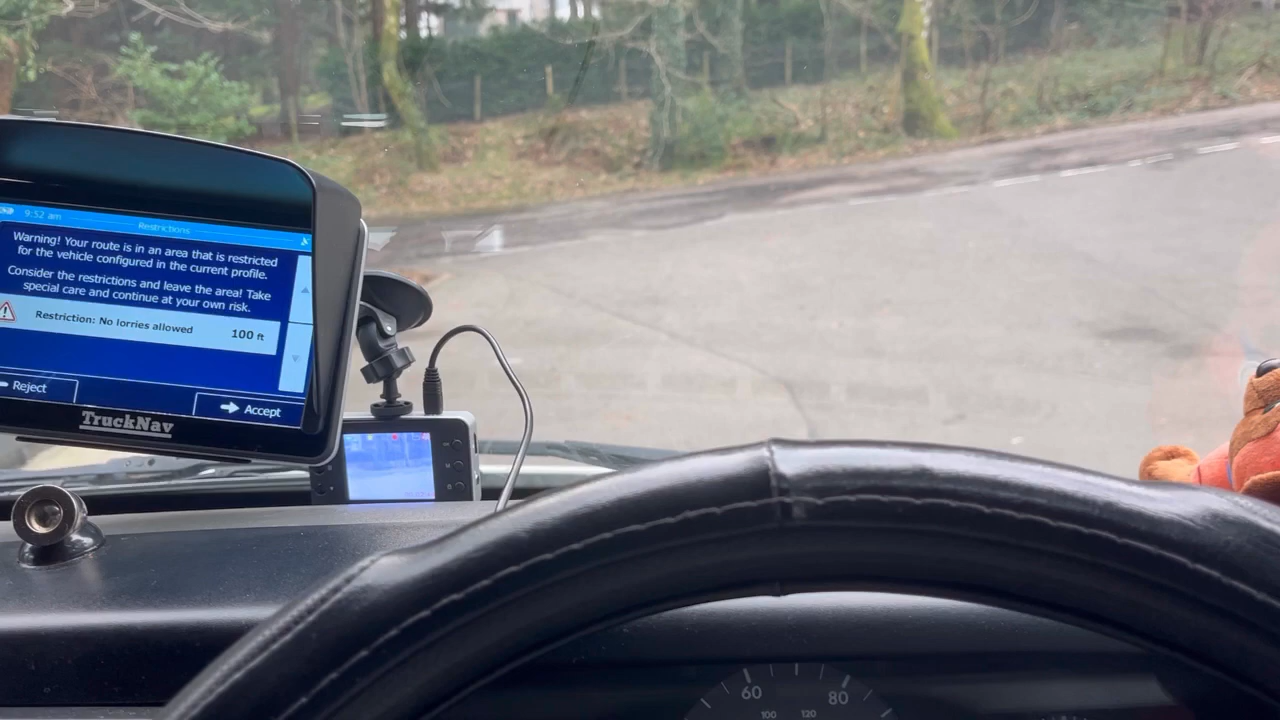 9:52 am
Restrictions
Warning! Your route is in an area that is restricted
for the vehicle configured in the current profile.
Consider the restrictions and leave the area! Take
special care and continue at your own risk.
Restriction: No lorries allowed 100 ft
Reject
Accept
TruckNav
60 80
100 120